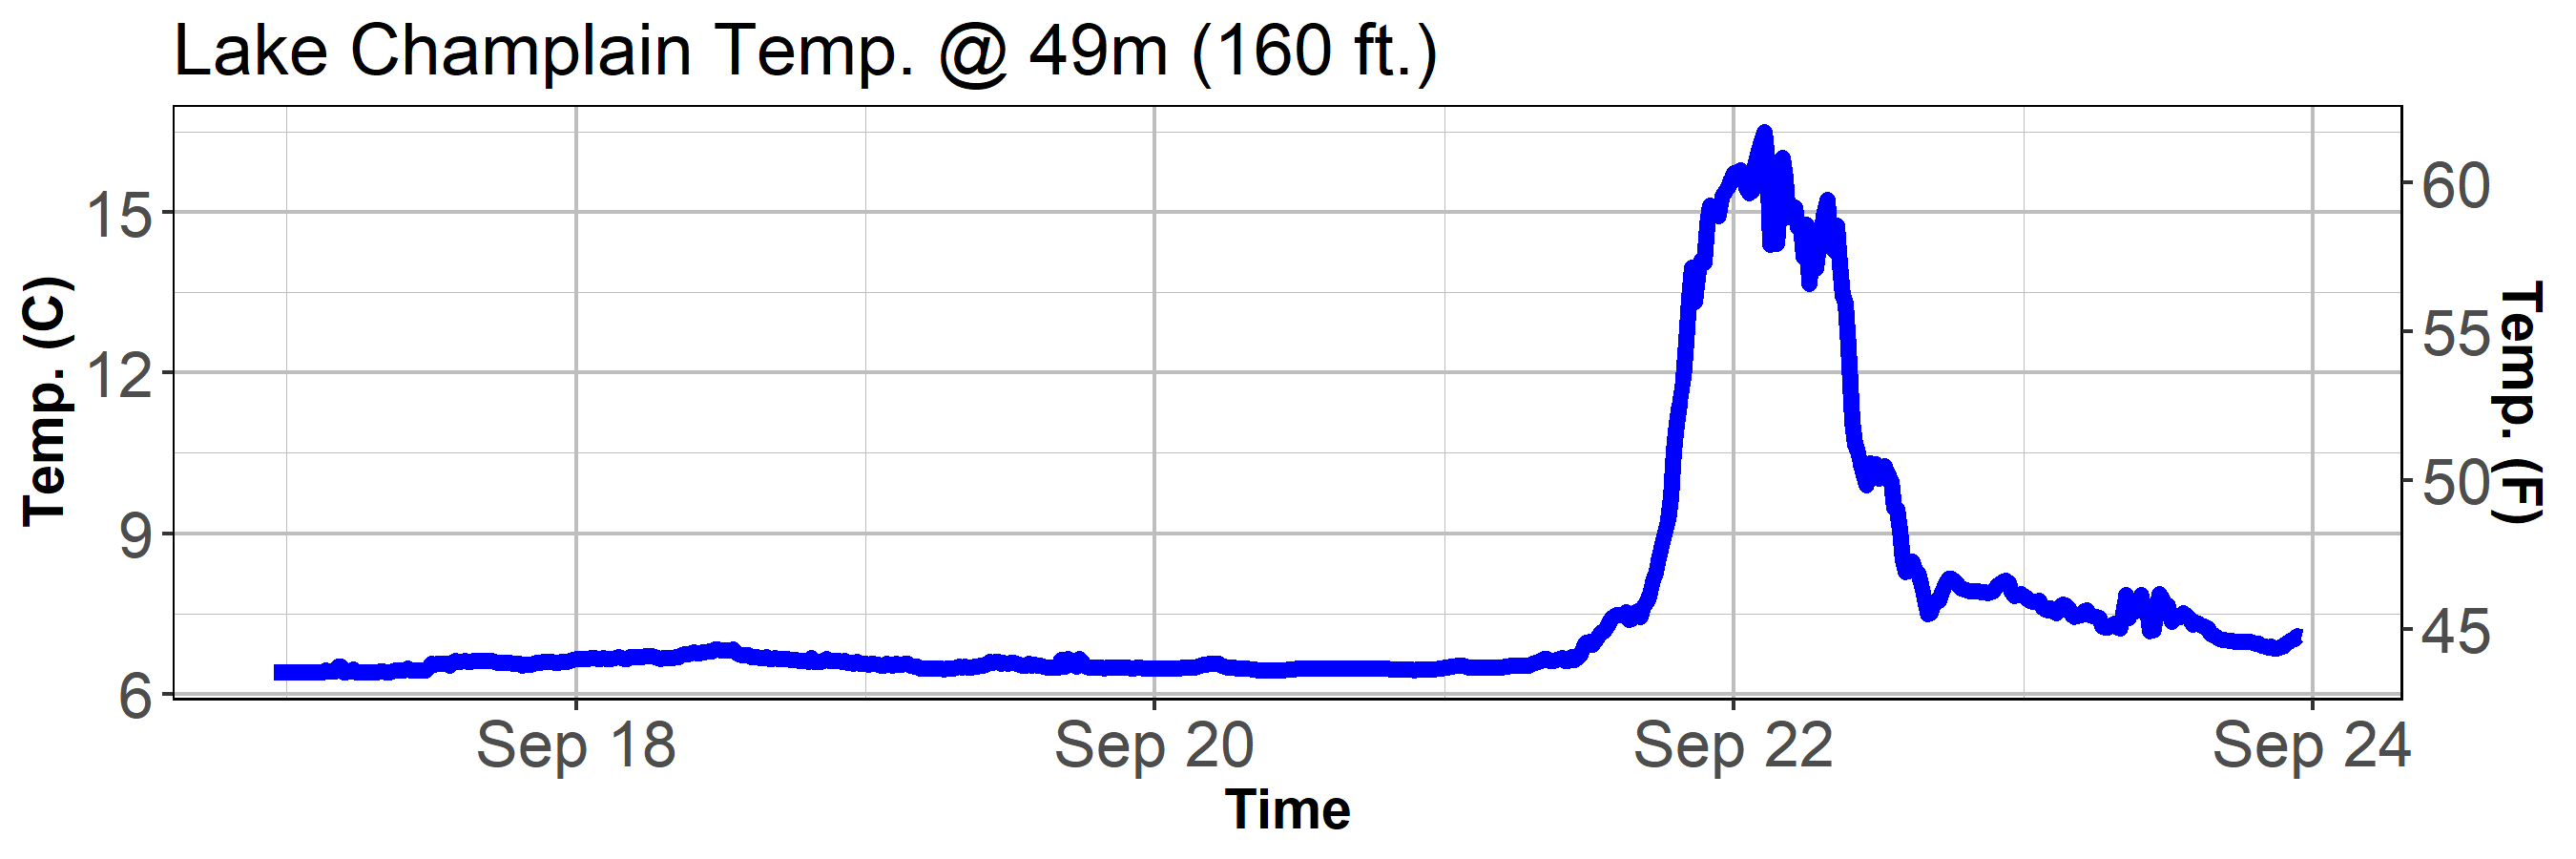 Lake Champlain Temp. @ 49m (160 ft.)
Temp. (C)
15
12
9
6
60
55
50
45
Temp. (F)
Sep 18
Sep 20
Sep 22
Sep 24
Time